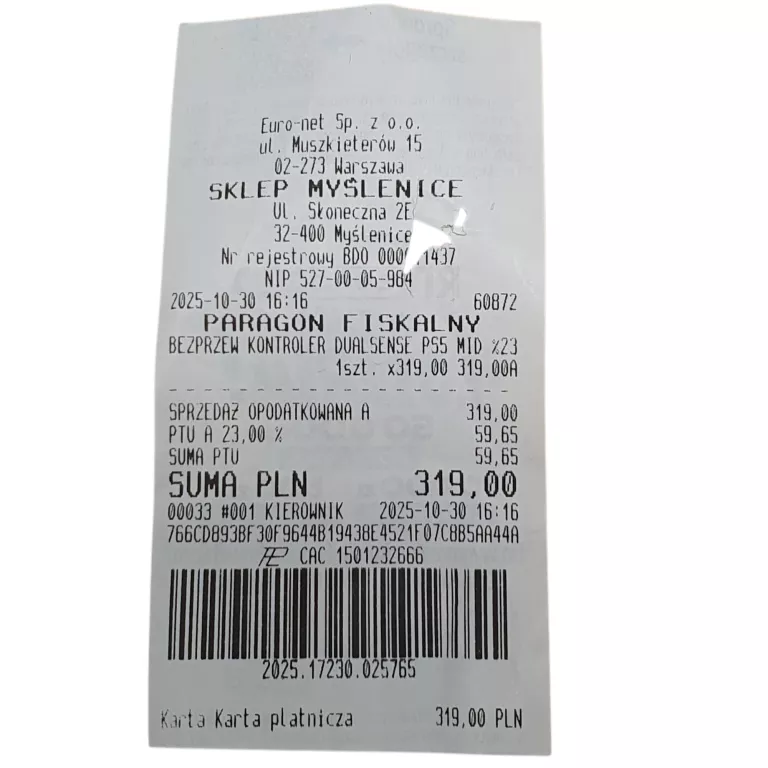 Euro-net Sp. z o.o.
ul. Muszkieterów 15
02-273 Warszawa
SKLEP MYŚLENICE
Ul. Słoneczna 2E
32-400 Myślenice
Nr rejestrowy BDO
NIP 527-00-05-984
2025-10-30 16:16 60872
PARAGON FISKALNY
BEZPRZEW KONTROLER DUALSENSE PS5 MID %23
1szt. x319,00 319,00A
SPRZEDAŻ OPODATKOWANA A 319,00
PTU A 23,00 % 59,65
SUMA PTU 59,65
SUMA PLN 319,00
00033 #001 KIEROWNIK 2025-10-30 16:16
766CD893BF30F9644B19438E4521F07C8B5AA44A
CAC 1501232666
2025.17230.025765
Karta Karta płatnicza 319,00 PLN